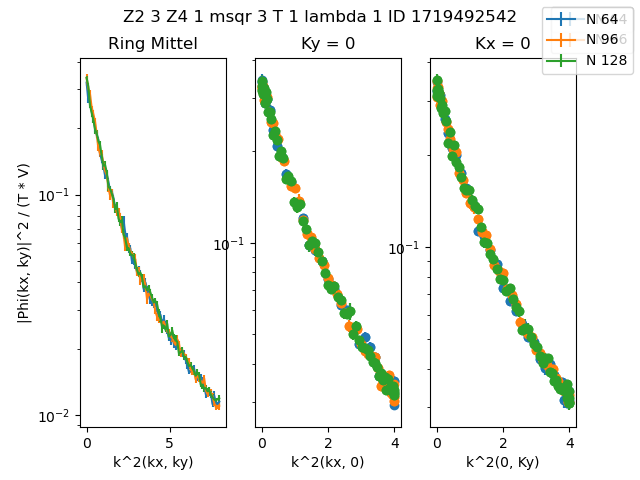 Z2 3 Z4 1 msqr 3 T 1 lambda 1 ID 1719492542
Ring Mittel
Ky = 0
Kx = 0
N 64
N 96
N 128
|Phi(kx, ky)|^2 / (T * V)
10^-1
10^-2
0
5
k^2(kx, ky)
10^-1
0
2
4
k^2(kx, 0)
10^-1
0
2
4
k^2(0, Ky)